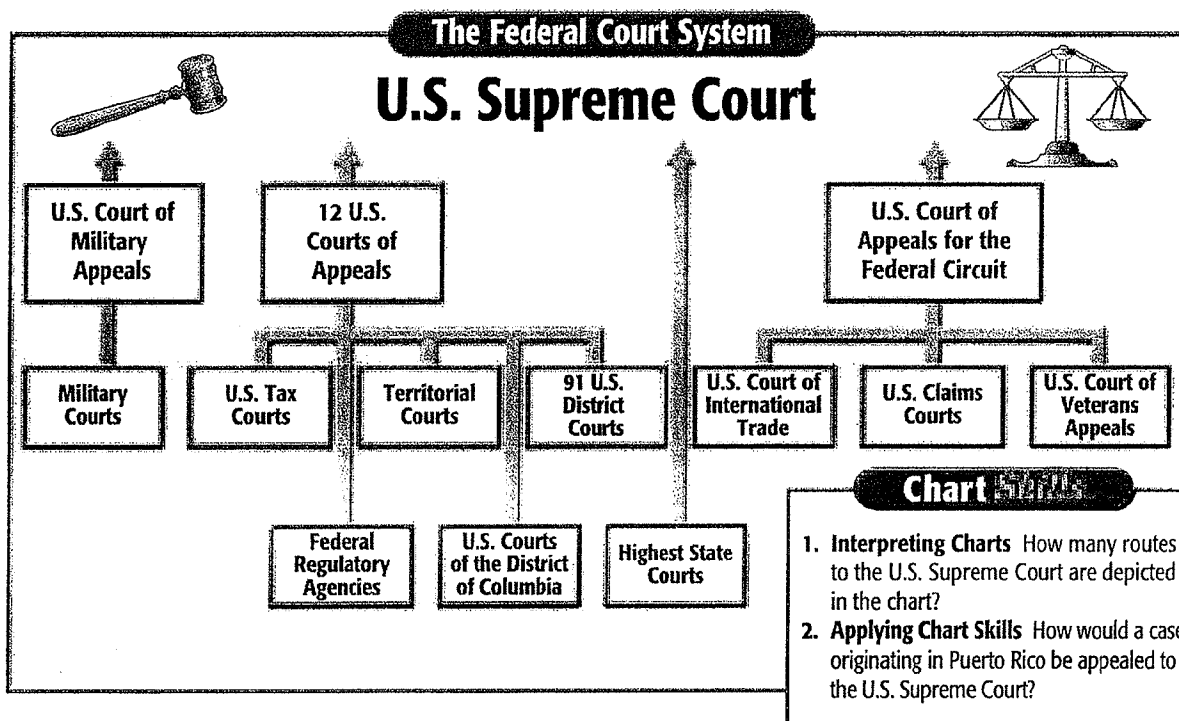 The Federal Court System
U.S. Supreme Court
U.S. Court of
Military
Appeals
12 U.S.
Courts of
Appeals
U.S. Court of
Appeals for the
Federal Circuit
Military
Courts
U.S. Tax
Courts
Territorial
Courts
91 U.S.
District
Courts
U.S. Court of
International
Trade
U.S. Claims
Courts
U.S. Court of
Veterans
Appeals
Federal
Regulatory
Agencies
U.S. Courts
of the District
of Columbia
Highest State
Courts
Chart Skills
1. Interpreting Charts How many routes
to the U.S. Supreme Court are depicted
in the chart?
2. Applying Chart Skills How would a case
originating in Puerto Rico be appealed to
the U.S. Supreme Court?